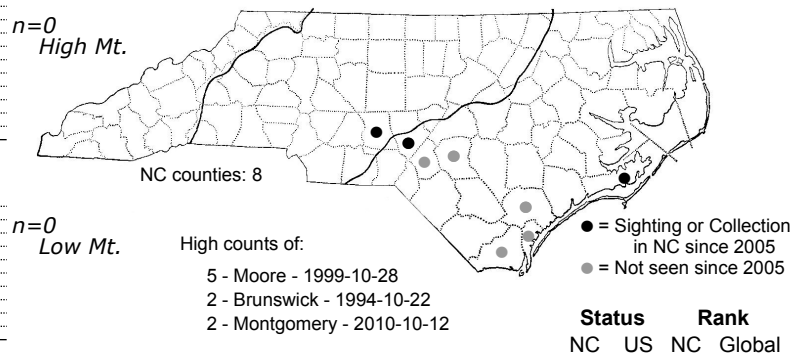 n=0
High Mt.
NC counties: 8
n=0
Low Mt.
High counts of:
5 - Moore - 1999-10-28
2 - Brunswick - 1994-10-22
2 - Montgomery - 2010-10-12
● = Sighting or Collection
in NC since 2005
● = Not seen since 2005
Status Rank
NC US NC Global